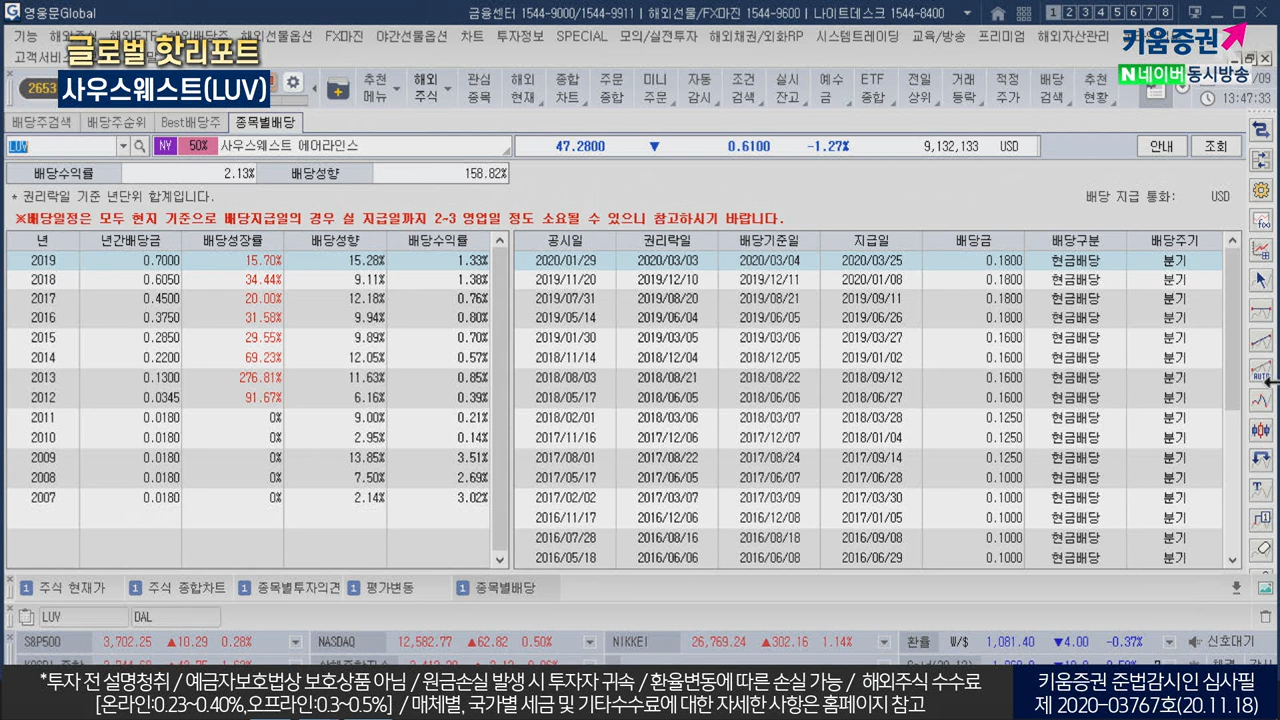 영웅문Global
금융센터 1544-9000/1544-9911 | 해외선물/FX마진 1544-9600 | 나이트데스크 1544-8400
1 2 3 4 5 6 7 8
기능 해외주식 해외ETF 해외배당주 해외선물옵션 FX마진 야간선물옵션 차트 투자정보 SPECIAL 모의/실전투자 해외채권/외화RP 시스템트레이딩 교육/방송 프리미엄 해외자산관리
고객서비스
글로벌 핫리포트
사우스웨스트(LUV)
키움증권
N네이버 동시방송
2653
추천 메뉴 해외 주식 관심 종목 해외 현재 종합 차트 주문 종합 미니 주문 자동 감시 조건 검색 실시 잔고 예수 금 ETF 종합 전일 상위 거래 등락 적정 주가 배당 검색 추천 현황
13:47:33
배당주검색 배당주순위 Best배당주 종목별배당
LUV NY 50% 사우스웨스트 에어라인스 47.2800 ▼ 0.6100 -1.27% 9,132,133 USD 안내 조회
배당수익률 2.13% 배당성향 158.82%
* 권리락일 기준 년단위 합계입니다. 배당 지급 통화: USD
※배당일정은 모두 현지 기준으로 배당지급일의 경우 실 지급일까지 2~3 영업일 정도 소요될 수 있으니 참고하시기 바랍니다.
년 년간배당금 배당성장률 배당성향 배당수익률 공시일 권리락일 배당기준일 지급일 배당금 배당구분 배당주기
2019 0.7000 15.70% 15.28% 1.33% 2020/01/29 2020/03/03 2020/03/04 2020/03/25 0.1800 현금배당 분기
2018 0.6050 34.44% 9.11% 1.38% 2019/11/20 2019/12/10 2019/12/11 2020/01/08 0.1800 현금배당 분기
2017 0.4500 20.00% 12.18% 0.76% 2019/07/31 2019/08/20 2019/08/21 2019/09/11 0.1800 현금배당 분기
2016 0.3750 31.58% 9.94% 0.80% 2019/05/14 2019/06/04 2019/06/05 2019/06/26 0.1800 현금배당 분기
2015 0.2850 29.55% 9.89% 0.70% 2019/01/30 2019/03/05 2019/03/06 2019/03/27 0.1600 현금배당 분기
2014 0.2200 69.23% 12.05% 0.57% 2018/11/14 2018/12/04 2018/12/05 2019/01/02 0.1600 현금배당 분기
2013 0.1300 276.81% 11.63% 0.85% 2018/08/03 2018/08/21 2018/08/22 2018/09/12 0.1600 현금배당 분기
2012 0.0345 91.67% 6.16% 0.39% 2018/05/17 2018/06/05 2018/06/06 2018/06/27 0.1600 현금배당 분기
2011 0.0180 0% 9.00% 0.21% 2018/02/01 2018/03/06 2018/03/07 2018/03/28 0.1250 현금배당 분기
2010 0.0180 0% 2.95% 0.14% 2017/11/16 2017/12/06 2017/12/07 2018/01/04 0.1250 현금배당 분기
2009 0.0180 0% 13.85% 3.51% 2017/08/01 2017/08/22 2017/08/24 2017/09/14 0.1250 현금배당 분기
2008 0.0180 0% 7.50% 2.69% 2017/05/17 2017/06/05 2017/06/07 2017/06/28 0.1000 현금배당 분기
2007 0.0180 0% 2.14% 3.02% 2017/02/02 2017/03/07 2017/03/09 2017/03/30 0.1000 현금배당 분기
2016/11/17 2016/12/06 2016/12/08 2017/01/05 0.1000 현금배당 분기
2016/07/28 2016/08/16 2016/08/18 2016/09/08 0.1000 현금배당 분기
2016/05/18 2016/06/06 2016/06/08 2016/06/29 0.1000 현금배당 분기
1 주식 현재가 1 주식 종합차트 1 종목별투자의견 1 평가변동 1 종목별배당
LUV DAL
S&P500 3,702.25 ▲10.29 0.28% NASDAQ 12,582.77 ▲62.82 0.50% NIKKEI 26,769.24 ▲302.16 1.14% 환율 W/$ 1,081.40 ▼4.00 -0.37% 신호대기
*투자 전 설명청취 / 예금자보호법상 보호상품 아님 / 원금손실 발생 시 투자자 귀속 / 환율변동에 따른 손실 가능 / 해외주식 수수료
[온라인:0.23~0.40%,오프라인:0.3~0.5%] / 매체별, 국가별 세금 및 기타수수료에 대한 자세한 사항은 홈페이지 참고
키움증권 준법감시인 심사필
제 2020-03767호(20.11.18)